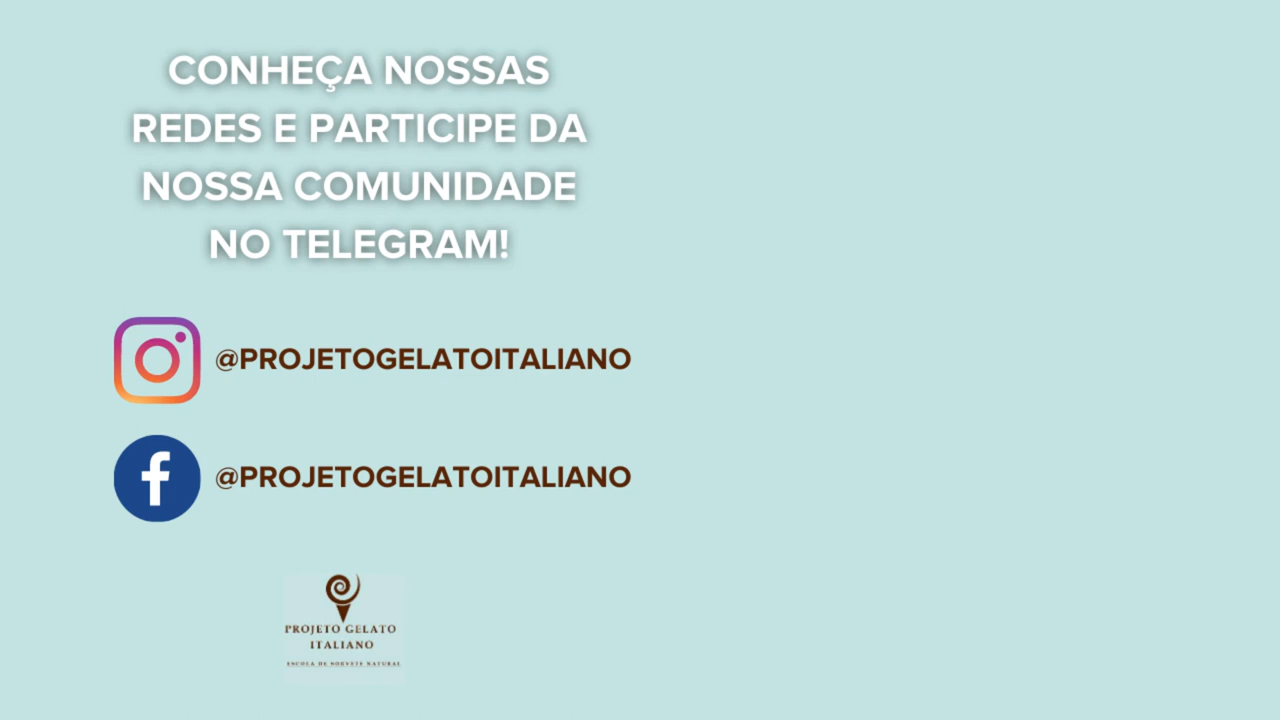 CONHEÇA NOSSAS
REDES E PARTICIPE DA
NOSSA COMUNIDADE
NO TELEGRAM!
@PROJETOGELATOITALIANO
@PROJETOGELATOITALIANO
PROJETO GELATO
ITALIANO
ESCOLA DE SORVETE NATURAL